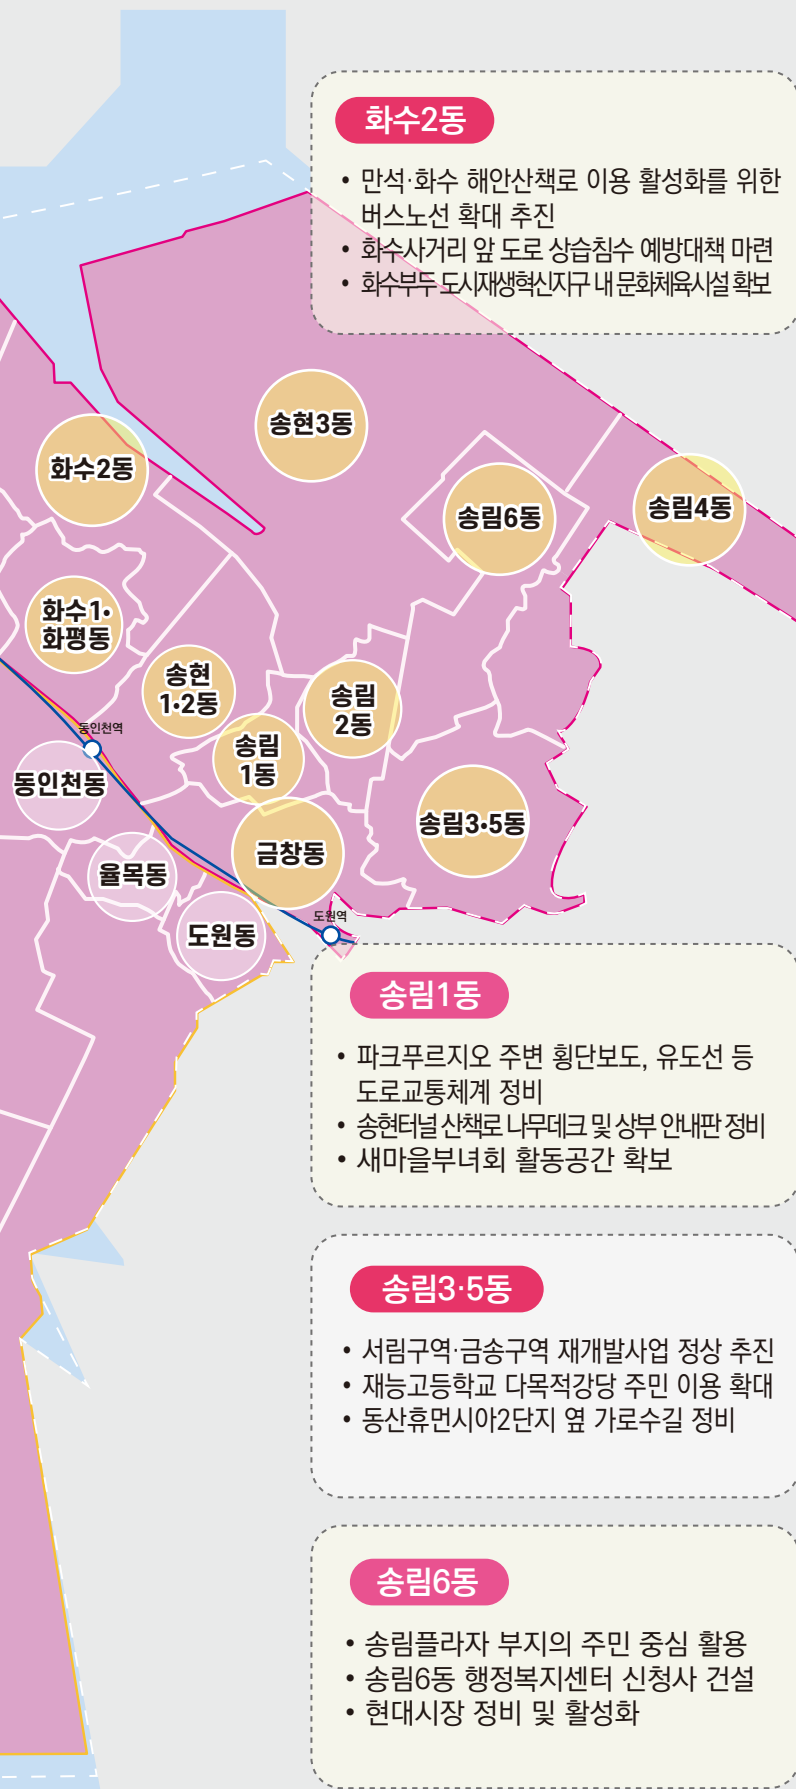 화수2동
• 만석·화수 해안산책로 이용 활성화를 위한
버스노선 확대 추진
• 화수사거리 앞 도로 상습침수 예방대책 마련
• 화수부두 도시재생혁신지구 내 문화체육시설 확보
송현3동
화수2동
송림6동
송림4동
화수1·
화평동
송현
1·2동
송림
2동
동인천역
송림
1동
동인천동
송림3·5동
금창동
율목동
도원역
도원동
송림1동
• 파크푸르지오 주변 횡단보도, 유도선 등
도로교통체계 정비
• 송현터널 산책로 나무데크 및 상부 안내판 정비
• 새마을부녀회 활동공간 확보
송림3·5동
• 서림구역·금송구역 재개발사업 정상 추진
• 재능고등학교 다목적강당 주민 이용 확대
• 동산휴먼시아2단지 옆 가로수길 정비
송림6동
• 송림플라자 부지의 주민 중심 활용
• 송림6동 행정복지센터 신청사 건설
• 현대시장 정비 및 활성화